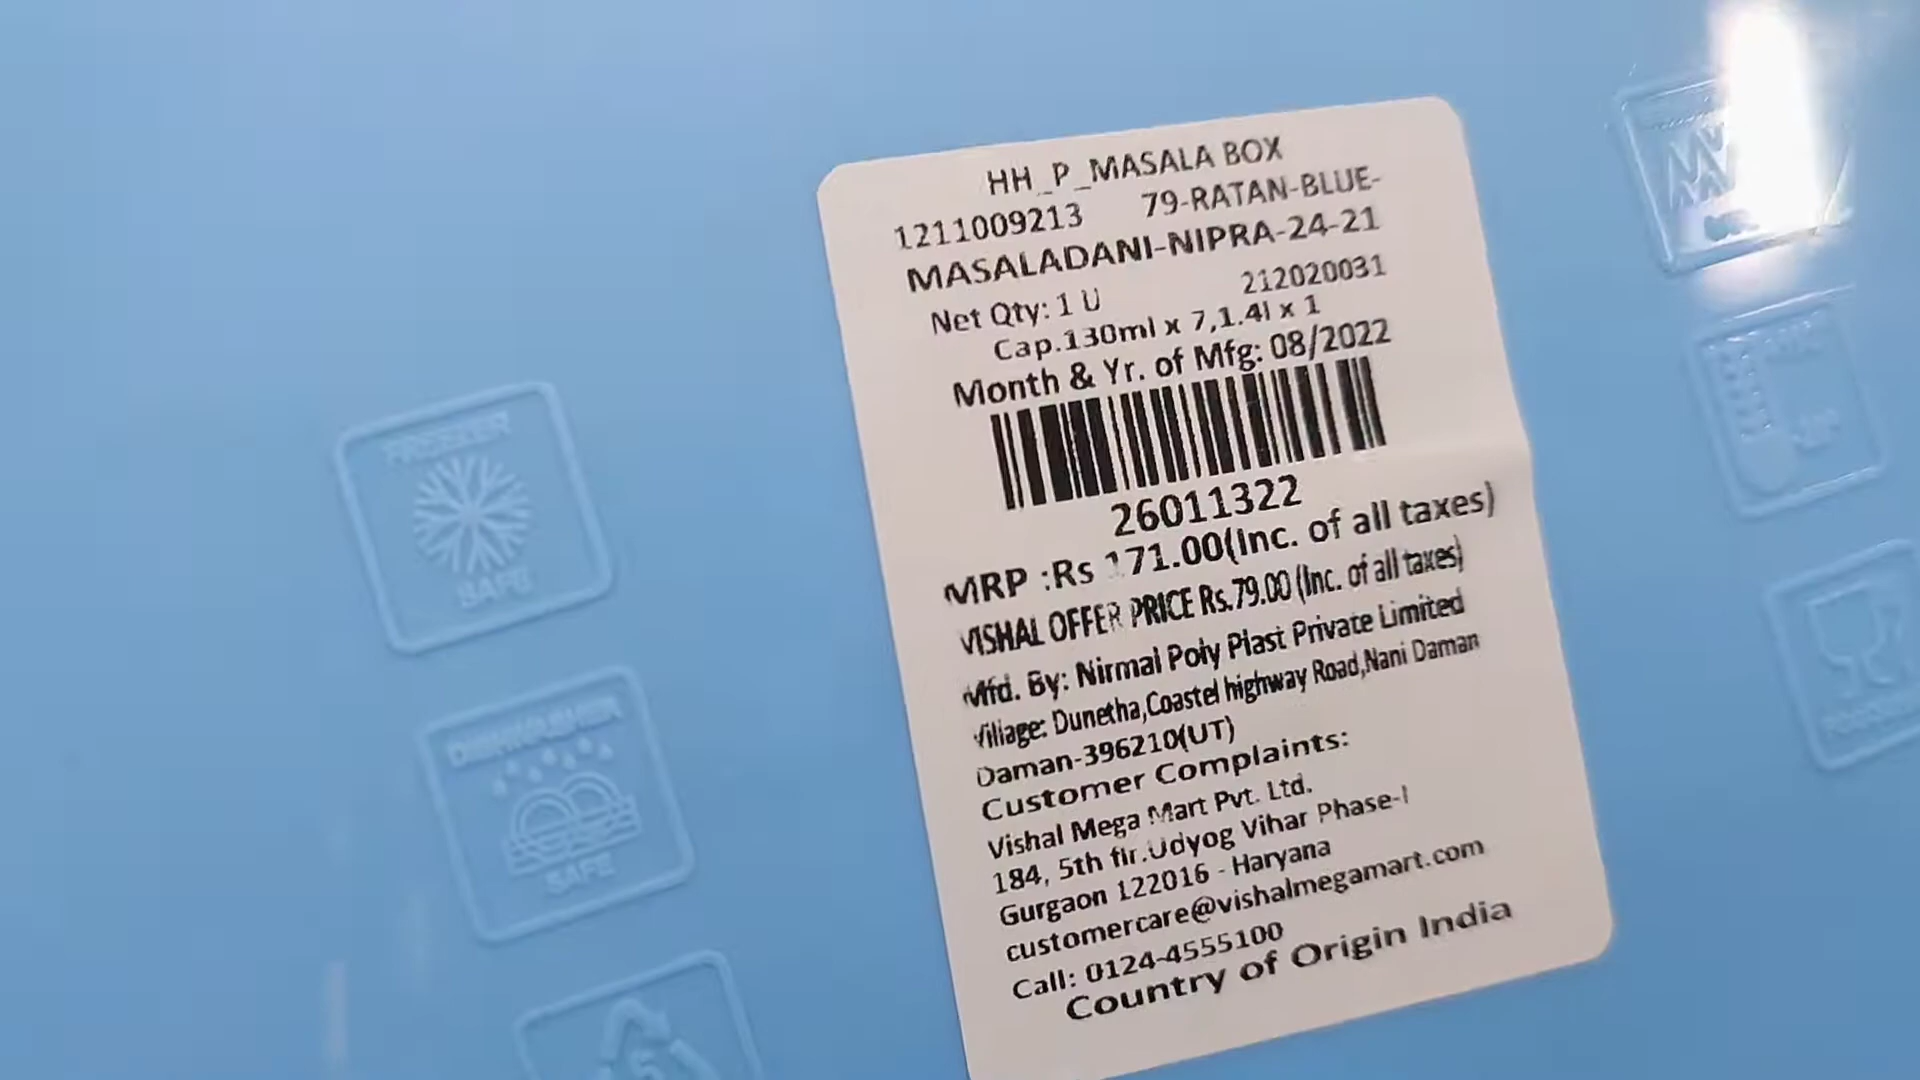 HH_P_MASALA BOX
1211009213 79-RATAN-BLUE-
MASALADANI-NIPRA-24-21
212020031
Net Qty: 1 U
Cap.130ml x 7,1.4l x 1
Month & Yr. of Mfg: 08/2022
26011322
MRP :Rs 171.00(Inc. of all taxes)
VISHAL OFFER PRICE Rs.79.00 (Inc. of all taxes)
Mfd. By: Nirmal Poly Plast Private Limited
Village: Dunetha,Coastel highway Road,Nani Daman
Daman-396210(UT)
Customer Complaints:
Vishal Mega Mart Pvt. Ltd.
184, 5th flr.Udyog Vihar Phase-I
Gurgaon 122016 - Haryana
customercare@vishalmegamart.com
Call: 0124-4555100
Country of Origin India
FREEZER
SAFE
DISHWASHER
SAFE
5